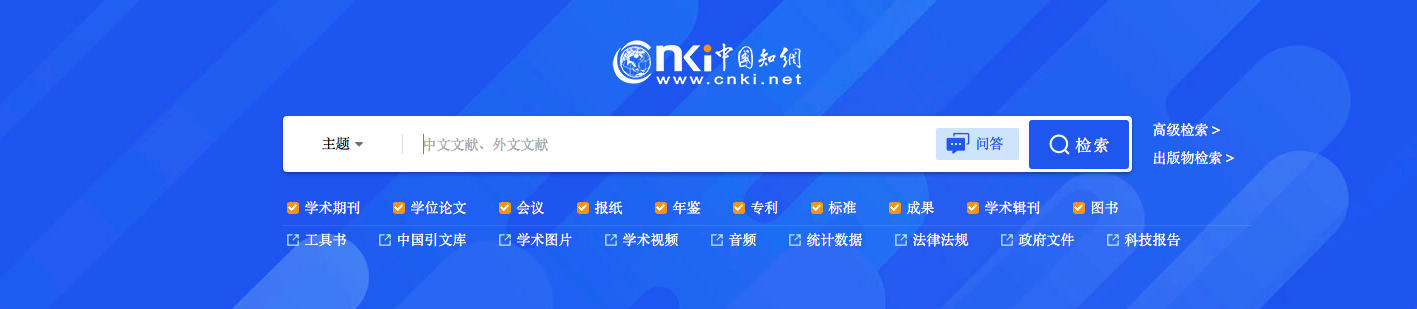 cnki中国知网
www.cnki.net
主题 中文文献、外文文献 问答 检索
高级检索 >
出版物检索 >
学术期刊 学位论文 会议 报纸 年鉴 专利 标准 成果 学术辑刊 图书
工具书 中国引文库 学术图片 学术视频 音频 统计数据 法律法规 政府文件 科技报告